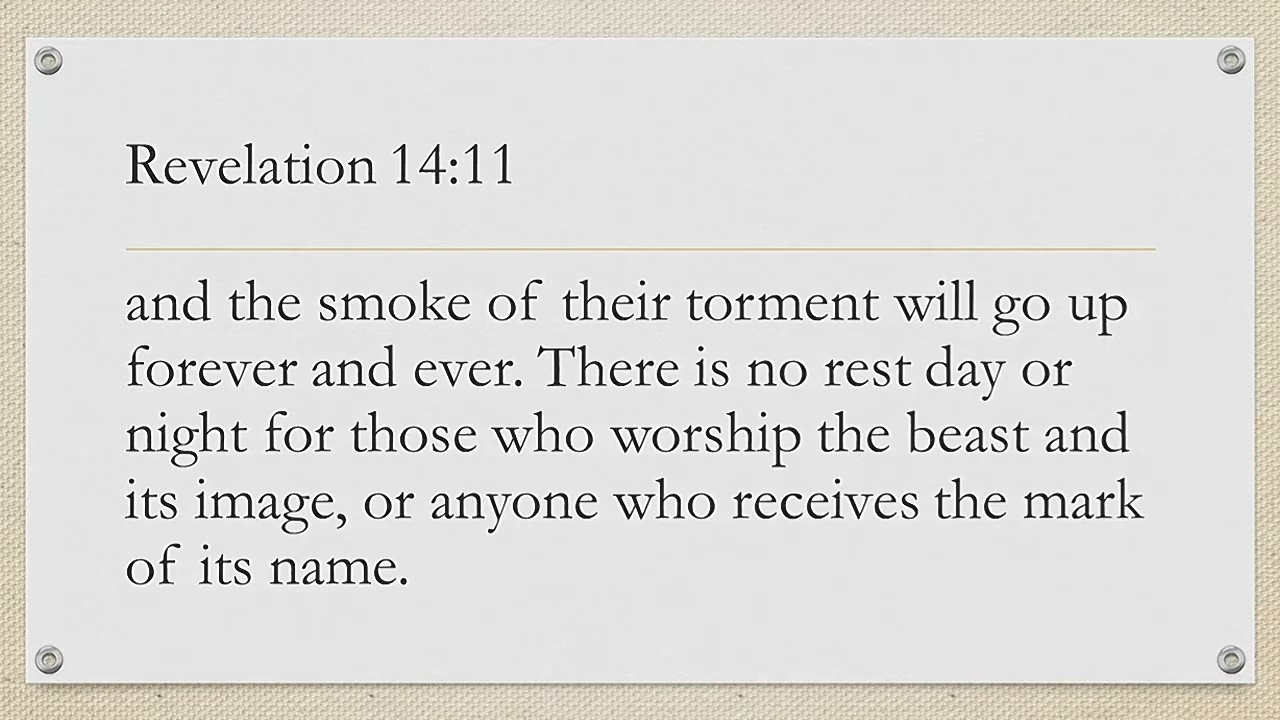 Revelation 14:11
and the smoke of their torment will go up
forever and ever. There is no rest day or
night for those who worship the beast and
its image, or anyone who receives the mark
of its name.